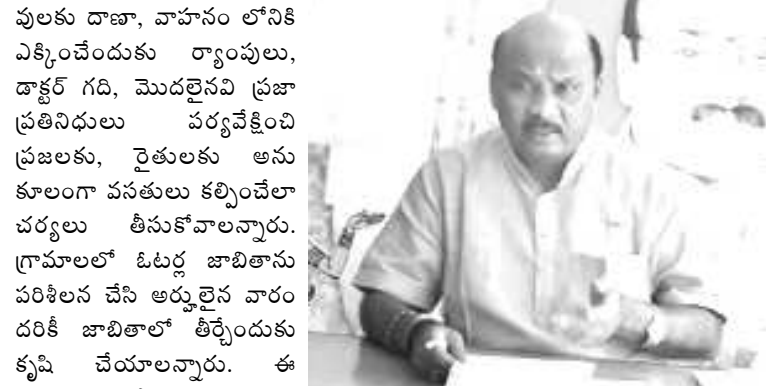 వులకు దాణా, వాహనం లోనికి
ఎక్కించేందుకు ర్యాంపులు,
డాక్టర్ గది, మొదలైనవి ప్రజా
ప్రతినిధులు పర్యవేక్షించి
ప్రజలకు, రైతులకు అను
కూలంగా వసతులు కల్పించేలా
చర్యలు తీసుకోవాలన్నారు.
గ్రామాలలో ఓటర్ల జాబితాను
పరిశీలన చేసి అర్హులైన వారం
దరికీ జాబితాలో తీర్చేందుకు
కృషి చేయాలన్నారు. ఈ